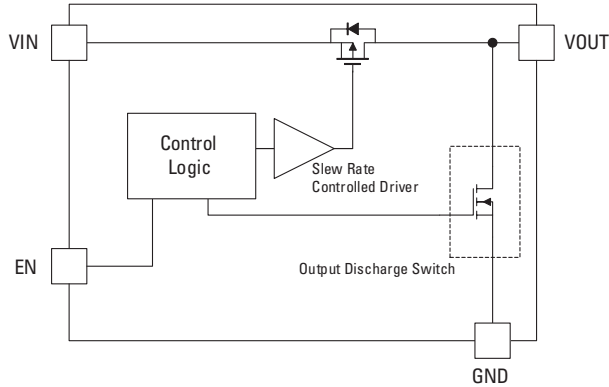 VIN
VOUT
Control
Logic
Slew Rate
Controlled Driver
EN
Output Discharge Switch
GND